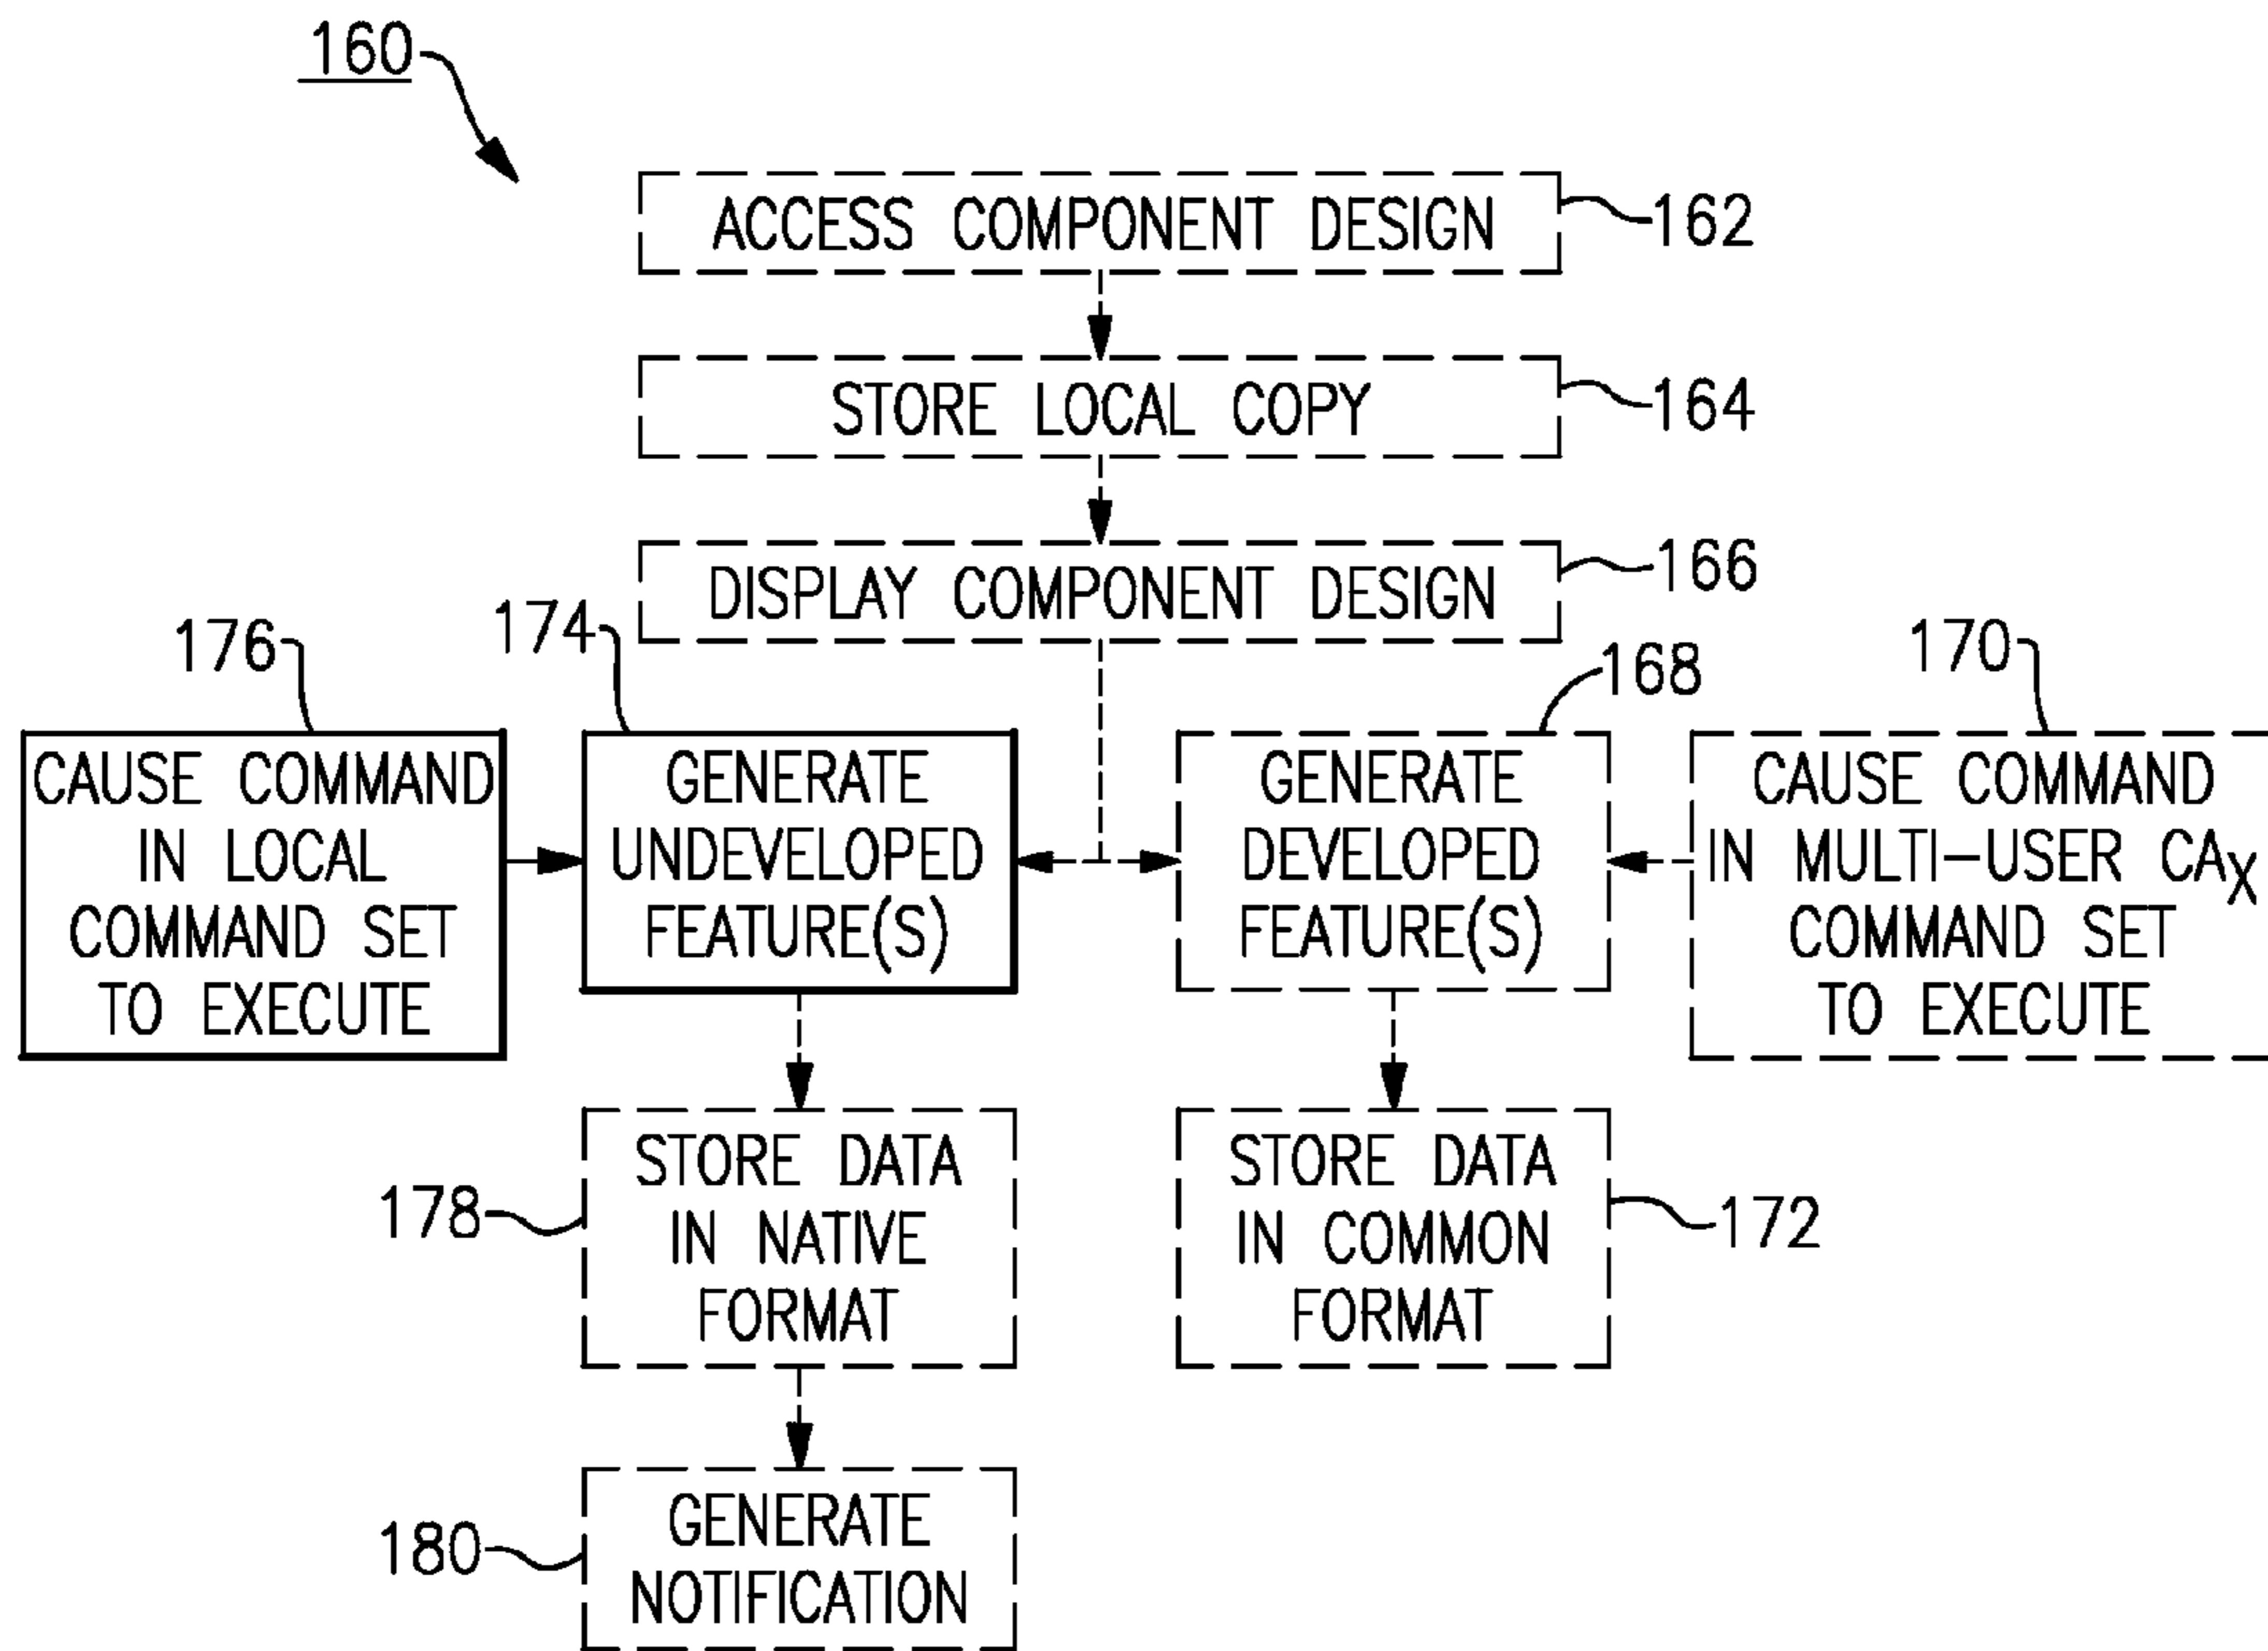 160
ACCESS COMPONENT DESIGN
162
STORE LOCAL COPY
164
DISPLAY COMPONENT DESIGN
166
176
CAUSE COMMAND
IN LOCAL
COMMAND SET
TO EXECUTE
174
GENERATE
UNDEVELOPED
FEATURE(S)
168
GENERATE
DEVELOPED
FEATURE(S)
170
CAUSE COMMAND
IN MULTI-USER CAX
COMMAND SET
TO EXECUTE
178
STORE DATA
IN NATIVE
FORMAT
STORE DATA
IN COMMON
FORMAT
172
180
GENERATE
NOTIFICATION